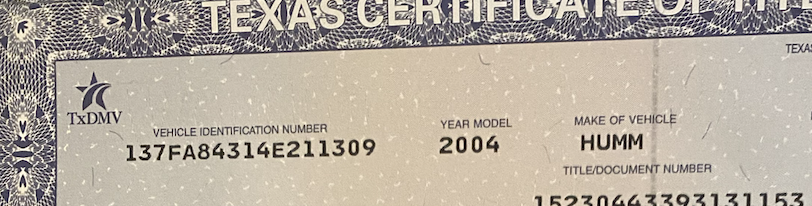 TEXAS CERTIFICATE OF
TEXAS
TxDMV
VEHICLE IDENTIFICATION NUMBER
YEAR MODEL
MAKE OF VEHICLE
137FA84314E211309
2004
HUMM
TITLE/DOCUMENT NUMBER
15230443393131153